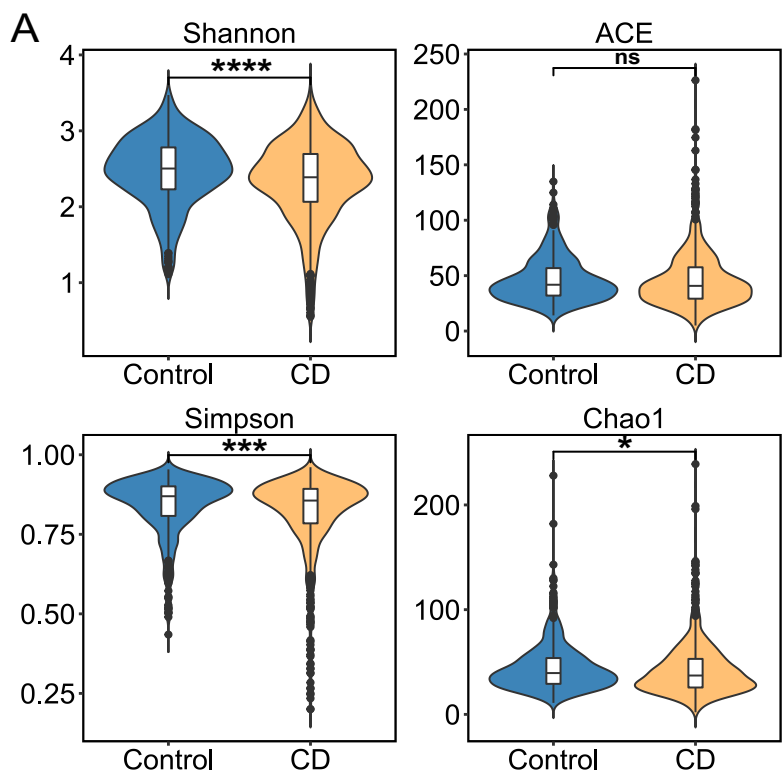 A
Shannon
4
3
2
1
****
Control CD
ACE
250
200
150
100
50
0
ns
Control CD
Simpson
1.00
0.75
0.50
0.25
***
Control CD
Chao1
200
100
0
*
Control CD